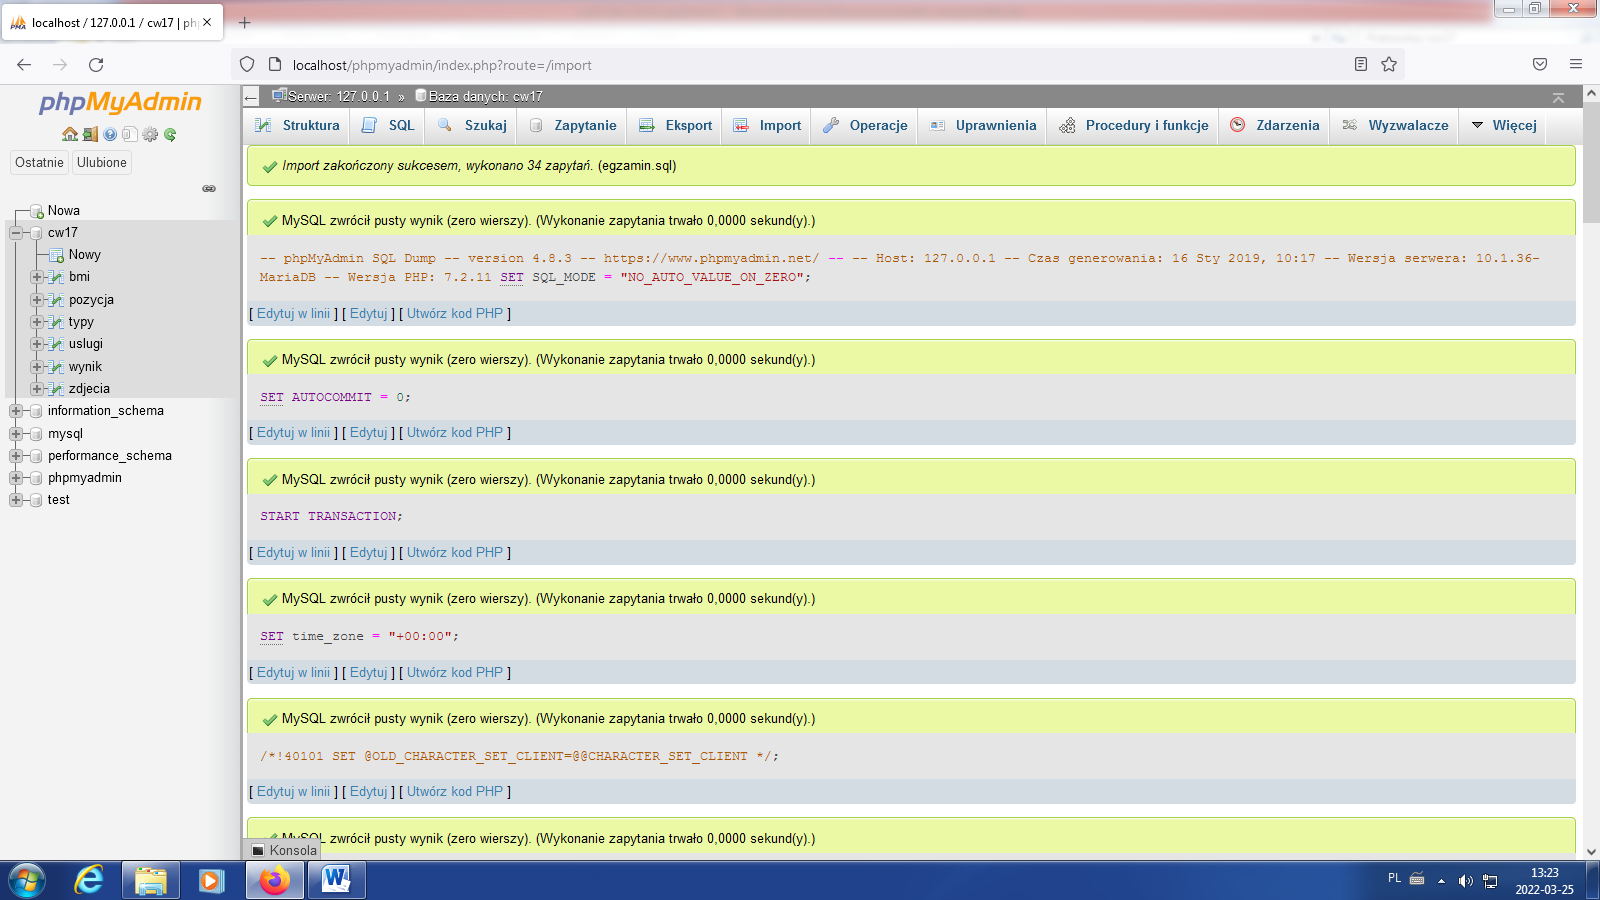 localhost / 127.0.0.1 / cw17 | ph
localhost/phpmyadmin/index.php?route=/import
phpMyAdmin
Ostatnie Ulubione
Nowa
cw17
Nowy
bmi
pozycja
typy
uslugi
wynik
zdjecia
information_schema
mysql
performance_schema
phpmyadmin
test
Serwer: 127.0.0.1 » Baza danych: cw17
Struktura SQL Szukaj Zapytanie Eksport Import Operacje Uprawnienia Procedury i funkcje Zdarzenia Wyzwalacze Więcej
Import zakończony sukcesem, wykonano 34 zapytań. (egzamin.sql)
MySQL zwrócił pusty wynik (zero wierszy). (Wykonanie zapytania trwało 0,0000 sekund(y).)
-- phpMyAdmin SQL Dump -- version 4.8.3 -- https://www.phpmyadmin.net/ -- -- Host: 127.0.0.1 -- Czas generowania: 16 Sty 2019, 10:17 -- Wersja serwera: 10.1.36-
MariaDB -- Wersja PHP: 7.2.11 SET SQL_MODE = "NO_AUTO_VALUE_ON_ZERO";
[ Edytuj w linii ] [ Edytuj ] [ Utwórz kod PHP ]
MySQL zwrócił pusty wynik (zero wierszy). (Wykonanie zapytania trwało 0,0000 sekund(y).)
SET AUTOCOMMIT = 0;
[ Edytuj w linii ] [ Edytuj ] [ Utwórz kod PHP ]
MySQL zwrócił pusty wynik (zero wierszy). (Wykonanie zapytania trwało 0,0000 sekund(y).)
START TRANSACTION;
[ Edytuj w linii ] [ Edytuj ] [ Utwórz kod PHP ]
MySQL zwrócił pusty wynik (zero wierszy). (Wykonanie zapytania trwało 0,0000 sekund(y).)
SET time_zone = "+00:00";
[ Edytuj w linii ] [ Edytuj ] [ Utwórz kod PHP ]
MySQL zwrócił pusty wynik (zero wierszy). (Wykonanie zapytania trwało 0,0000 sekund(y).)
/*!40101 SET @OLD_CHARACTER_SET_CLIENT=@@CHARACTER_SET_CLIENT */;
[ Edytuj w linii ] [ Edytuj ] [ Utwórz kod PHP ]
MySQL zwrócił pusty wynik (zero wierszy). (Wykonanie zapytania trwało 0,0000 sekund(y).)
Konsola
PL
13:23
2022-03-25